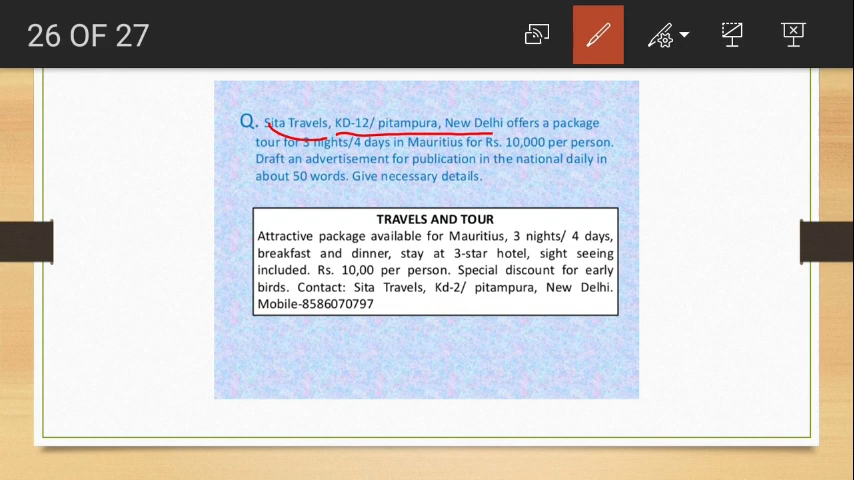 26 OF 27
Q. Sita Travels, KD-12/ pitampura, New Delhi offers a package
tour for 3 nights/4 days in Mauritius for Rs. 10,000 per person.
Draft an advertisement for publication in the national daily in
about 50 words. Give necessary details.
TRAVELS AND TOUR
Attractive package available for Mauritius, 3 nights/ 4 days,
breakfast and dinner, stay at 3-star hotel, sight seeing
included. Rs. 10,00 per person. Special discount for early
birds. Contact: Sita Travels, Kd-2/ pitampura, New Delhi.
Mobile-8586070797